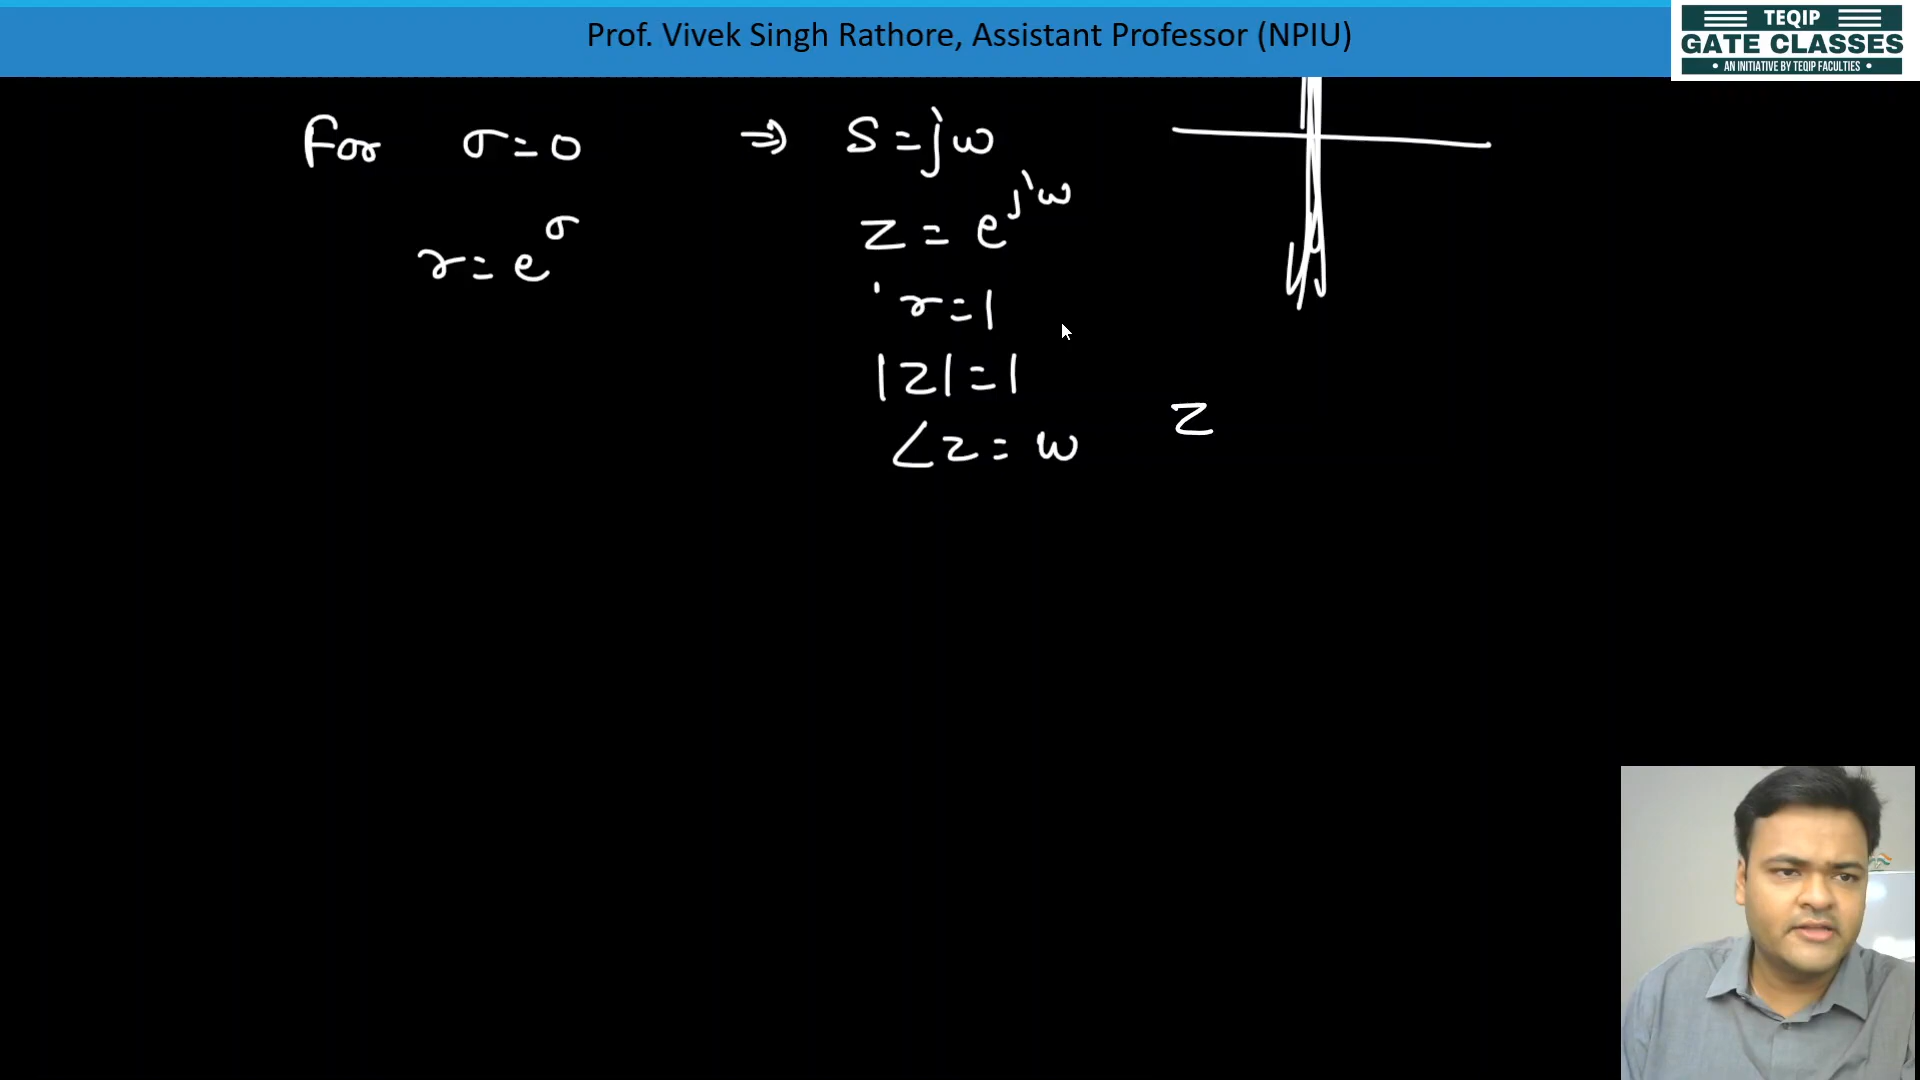 Prof. Vivek Singh Rathore, Assistant Professor (NPIU)
TEQIP
GATE CLASSES
• AN INITIATIVE BY TEQIP FACULTIES •
For σ=0 ⇒ S=jω
r=e^σ
z=e^jω
r=1
|z|=1
∠z=ω
z